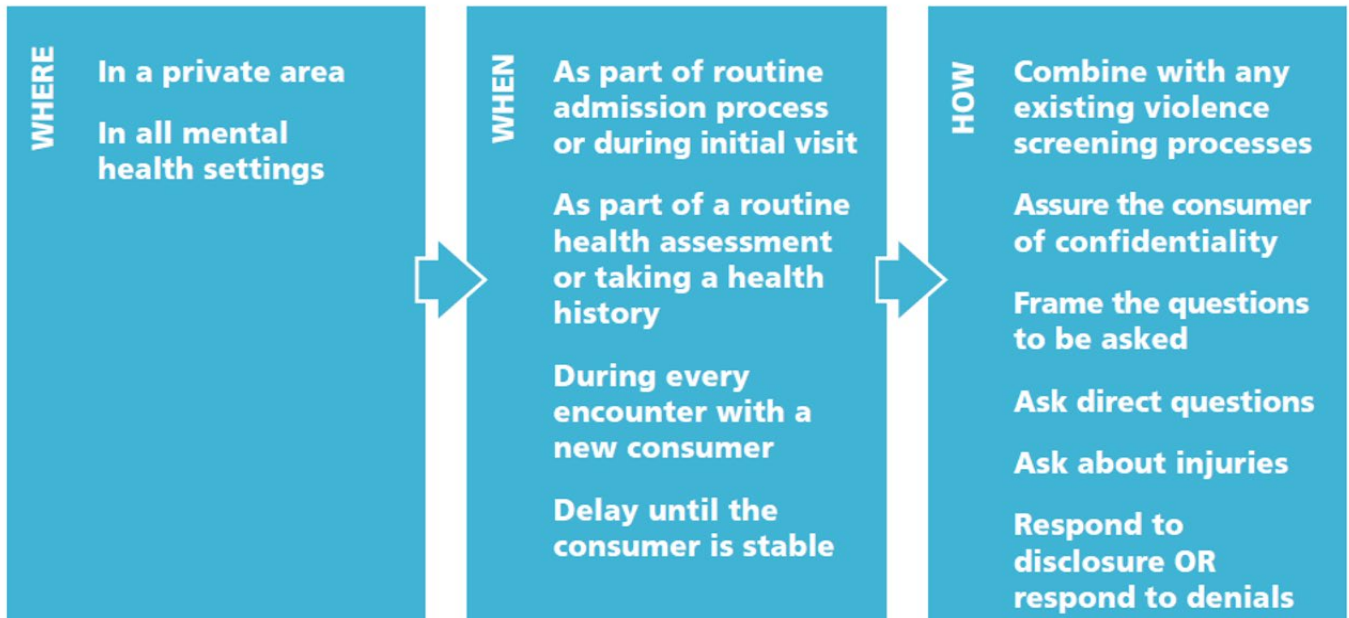 WHERE
In a private area
In all mental
health settings
WHEN
As part of routine
admission process
or during initial visit
As part of a routine
health assessment
or taking a health
history
During every
encounter with a
new consumer
Delay until the
consumer is stable
HOW
Combine with any
existing violence
screening processes
Assure the consumer
of confidentiality
Frame the questions
to be asked
Ask direct questions
Ask about injuries
Respond to
disclosure OR
respond to denials